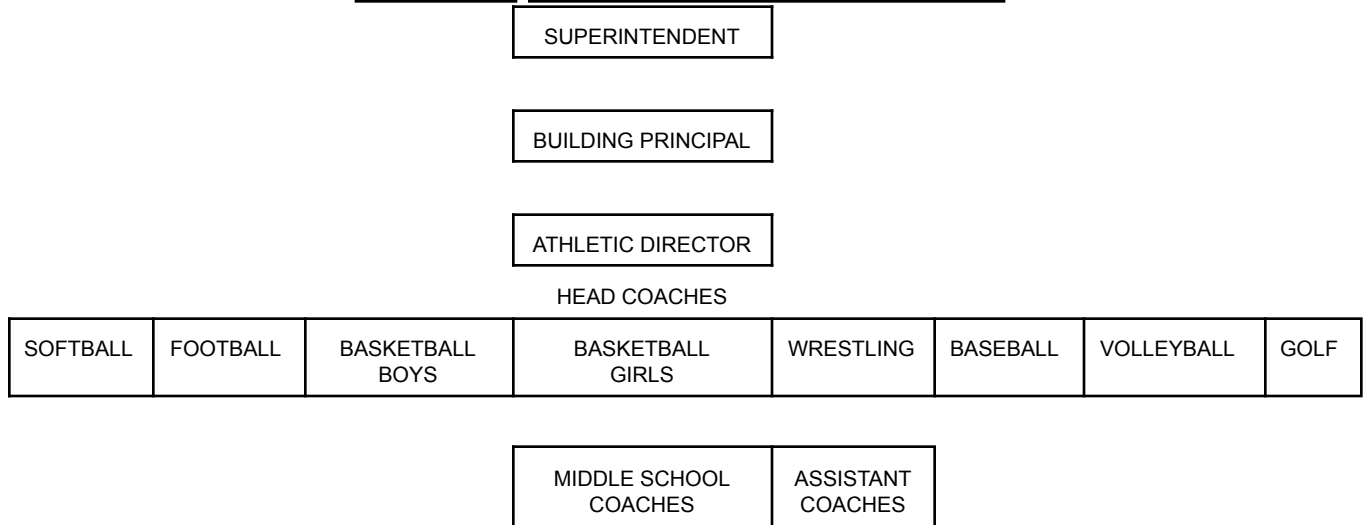 SUPERINTENDENT
BUILDING PRINCIPAL
ATHLETIC DIRECTOR
HEAD COACHES
SOFTBALL FOOTBALL BASKETBALL BASKETBALL WRESTLING BASEBALL VOLLEYBALL GOLF
BOYS GIRLS
MIDDLE SCHOOL ASSISTANT
COACHES COACHES